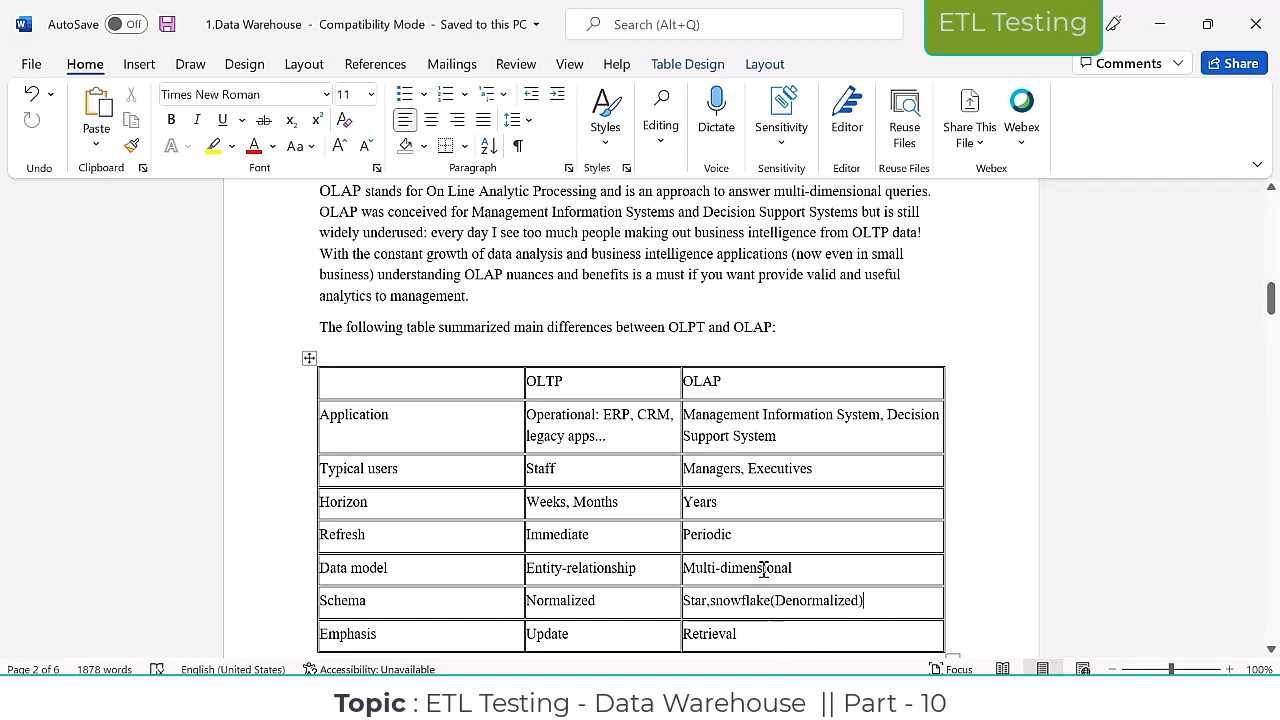 AutoSave Off 1.Data Warehouse - Compatibility Mode - Saved to this PC Search (Alt+Q) ETL Testing
File Home Insert Draw Design Layout References Mailings Review View Help Table Design Layout Comments Share
Times New Roman 11
Paste Styles Editing Dictate Sensitivity Editor Reuse Files Share This File Webex
Undo Clipboard Font Paragraph Styles Voice Sensitivity Editor Reuse Files Webex
OLAP stands for On Line Analytic Processing and is an approach to answer multi-dimensional queries.
OLAP was conceived for Management Information Systems and Decision Support Systems but is still
widely underused: every day I see too much people making out business intelligence from OLTP data!
With the constant growth of data analysis and business intelligence applications (now even in small
business) understanding OLAP nuances and benefits is a must if you want provide valid and useful
analytics to management.
The following table summarized main differences between OLPT and OLAP:
OLTP OLAP
Application Operational: ERP, CRM, legacy apps... Management Information System, Decision Support System
Typical users Staff Managers, Executives
Horizon Weeks, Months Years
Refresh Immediate Periodic
Data model Entity-relationship Multi-dimensional
Schema Normalized Star,snowflake(Denormalized)
Emphasis Update Retrieval
Page 2 of 6 1878 words English (United States) Accessibility: Unavailable Focus 100%
Topic : ETL Testing - Data Warehouse || Part - 10